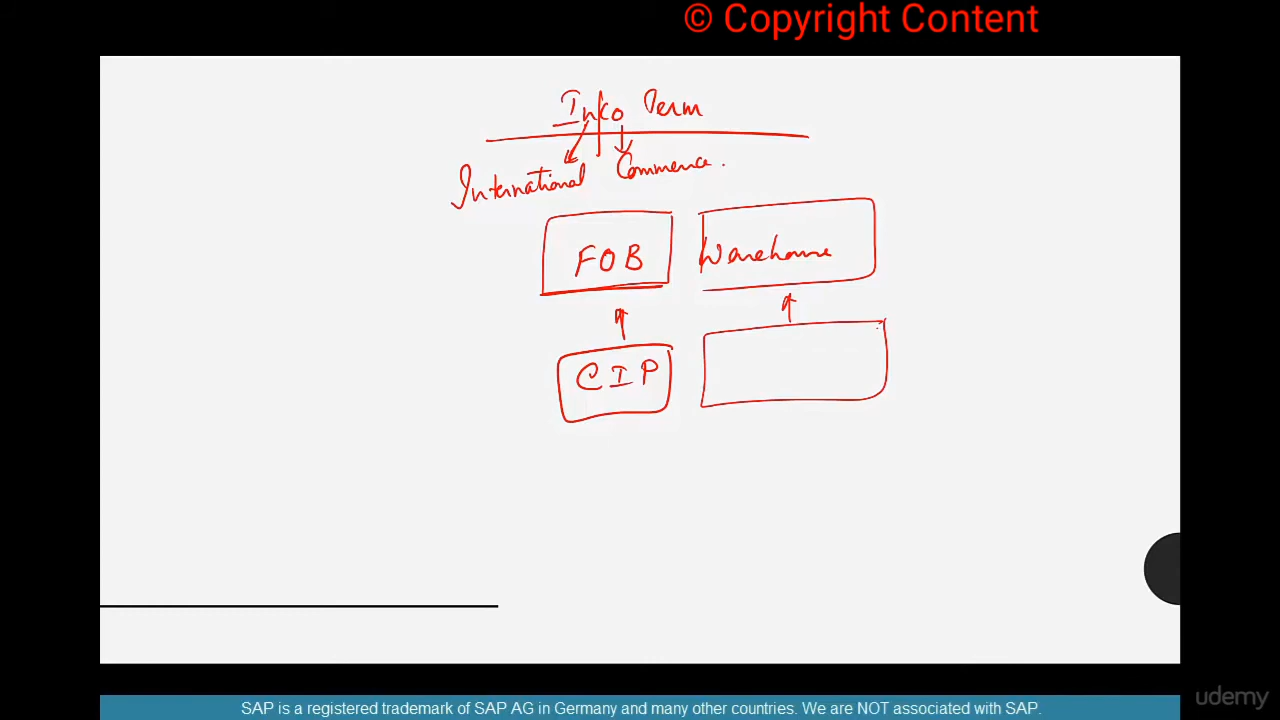 © Copyright Content
Inko Term
International Commerce.
FOB Warehouse
CIP
SAP is a registered trademark of SAP AG in Germany and many other countries. We are NOT associated with SAP.
udemy